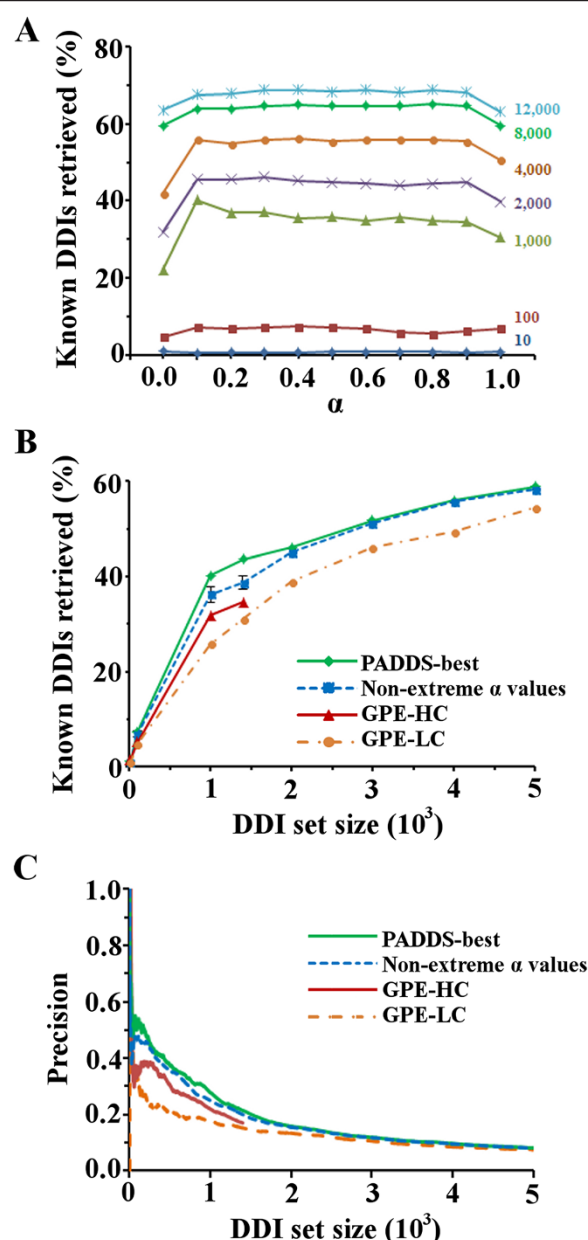 A
Known DDIs retrieved (%)
80
60
40
20
0
12,000
8,000
4,000
2,000
1,000
100
10
0.0 0.2 0.4 0.6 0.8 1.0
α
B
Known DDIs retrieved (%)
60
40
20
0
PADDS-best
Non-extreme α values
GPE-HC
GPE-LC
0 1 2 3 4 5
DDI set size (10³)
C
Precision
1.0
0.8
0.6
0.4
0.2
0.0
PADDS-best
Non-extreme α values
GPE-HC
GPE-LC
0 1 2 3 4 5
DDI set size (10³)